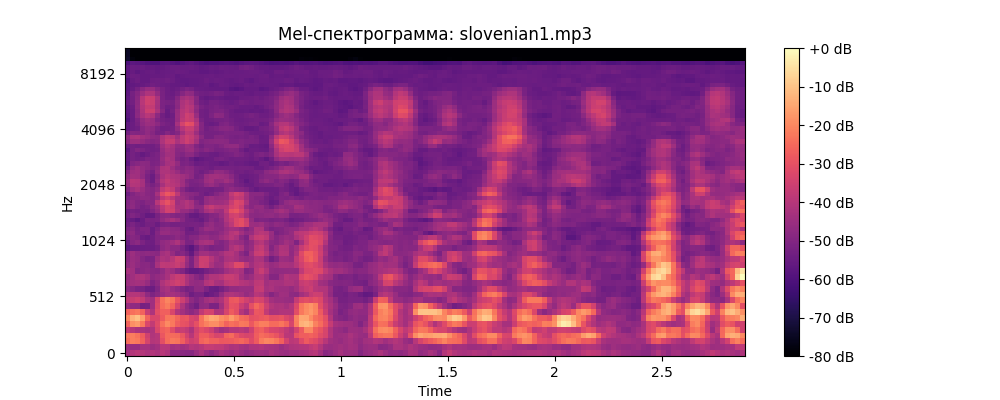 Mel-спектрограмма: slovenian1.mp3
Hz
8192
4096
2048
1024
512
0
0
0.5
1
1.5
2
2.5
Time
+0 dB
-10 dB
-20 dB
-30 dB
-40 dB
-50 dB
-60 dB
-70 dB
-80 dB